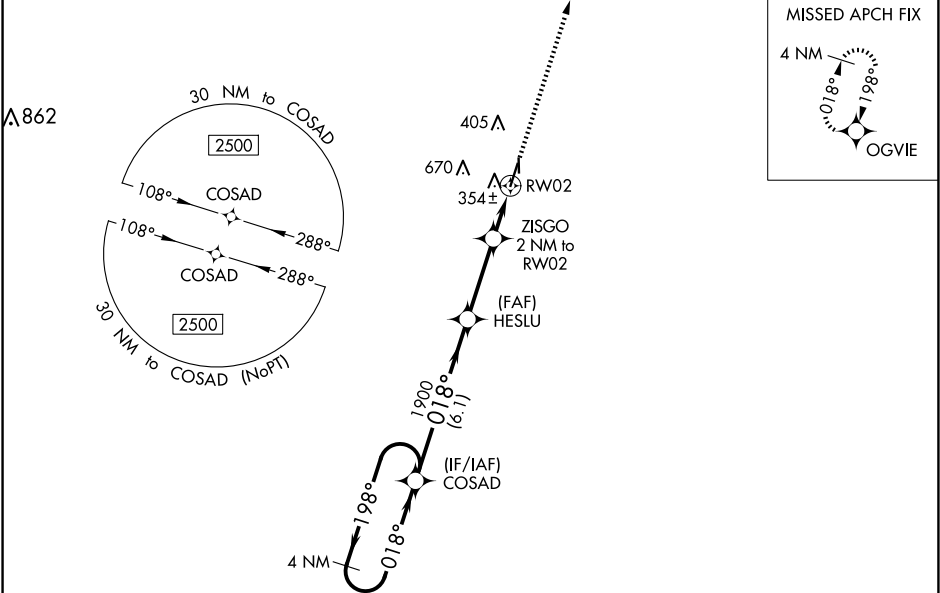 MISSED APCH FIX
4 NM
018°
198°
OGVIE
862
30 NM to COSAD
2500
COSAD
108°
288°
108°
288°
COSAD
2500
30 NM to COSAD (NoPT)
405
670
354±
RW02
ZISGO
2 NM to
RW02
(FAF)
HESLU
1900
018°
(6.1)
(IF/IAF)
COSAD
198°
018°
4 NM